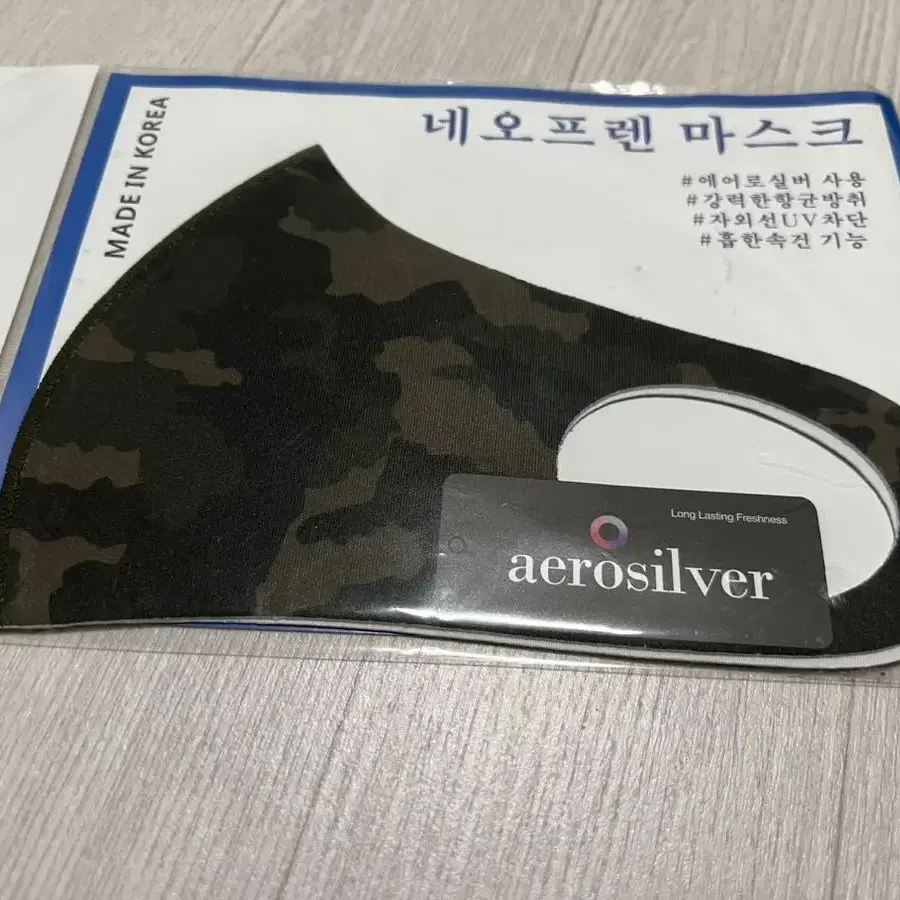 MADE IN KOREA
네오프렌 마스크
#에어로실버 사용
#강력한항균방취
#자외선UV차단
#흡한속건 기능
Long Lasting Freshness
aerosilver